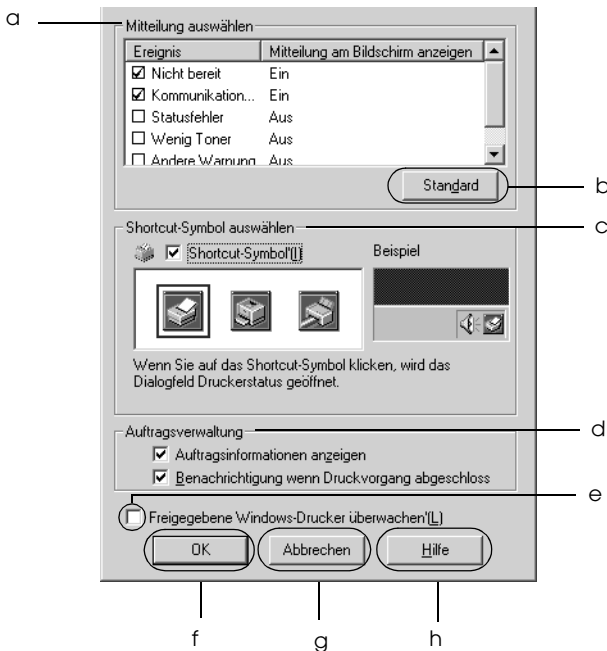 a
Mitteilung auswählen
Ereignis Mitteilung am Bildschirm anzeigen
Nicht bereit Ein
Kommunikation... Ein
Statusfehler Aus
Wenig Toner Aus
Andere Warnung Aus
Standard
b
c
Shortcut-Symbol auswählen
Shortcut-Symbol'(I)
Beispiel
Wenn Sie auf das Shortcut-Symbol klicken, wird das
Dialogfeld Druckerstatus geöffnet.
d
Auftragsverwaltung
Auftragsinformationen anzeigen
Benachrichtigung wenn Druckvorgang abgeschloss
e
Freigegebene Windows-Drucker überwachen'(L)
OK Abbrechen Hilfe
f g h